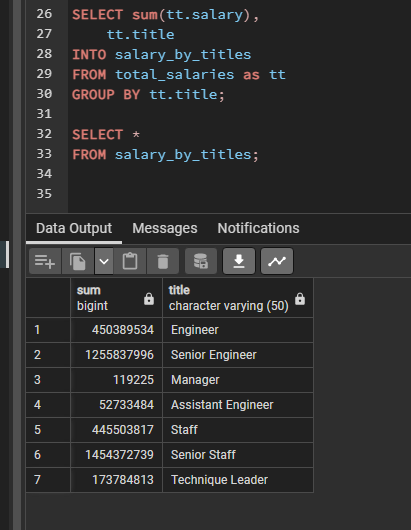 26 SELECT sum(tt.salary),
27 tt.title
28 INTO salary_by_titles
29 FROM total_salaries as tt
30 GROUP BY tt.title;
31
32 SELECT *
33 FROM salary_by_titles;
34
35
Data Output Messages Notifications
sum title
bigint character varying (50)
1 450389534 Engineer
2 1255837996 Senior Engineer
3 119225 Manager
4 52733484 Assistant Engineer
5 445503817 Staff
6 1454372739 Senior Staff
7 173784813 Technique Leader